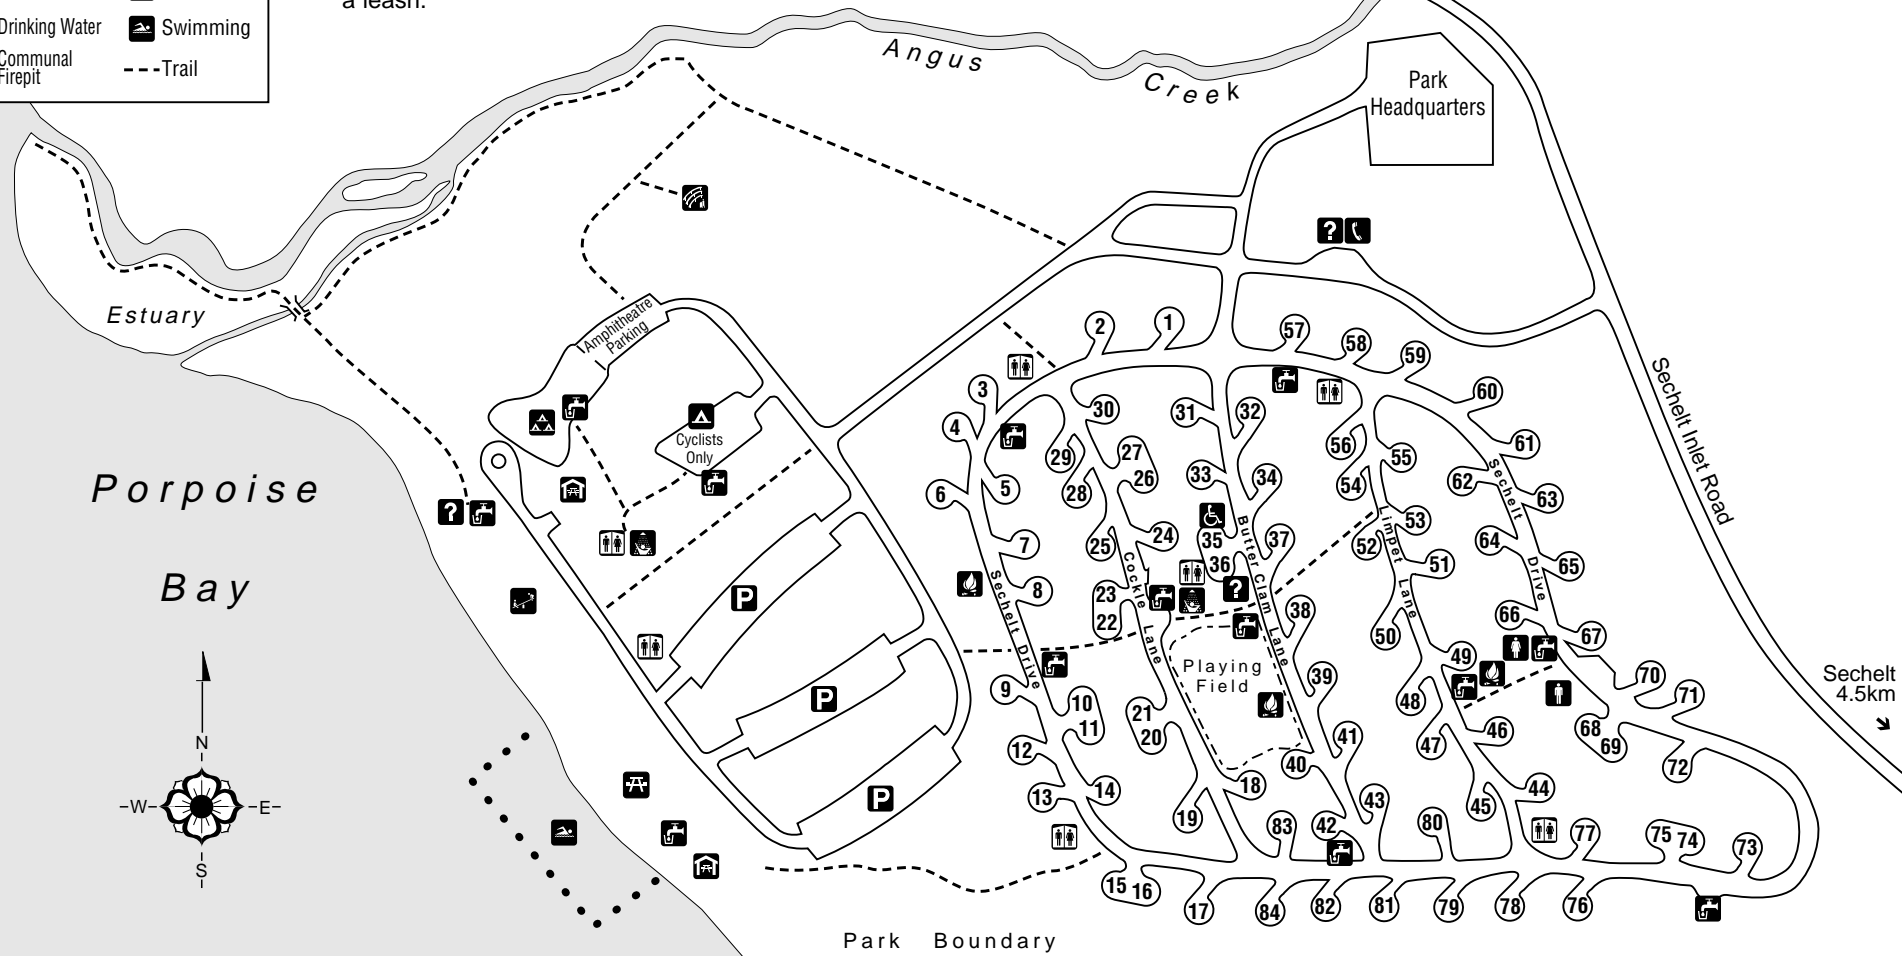 a leash.
Drinking Water
Swimming
Communal
Firepit
Trail
Angus
Creek
Park
Headquarters
Estuary
Amphitheatre
Parking
Cyclists
Only
Porpoise
Bay
Sechelt Inlet Road
Sechelt
4.5km
N
W
E
S
P
P
P
?
?
?
Sechelt Drive
Cockle Lane
Butter Clam Lane
Limpet Lane
Sechelt Drive
Playing
Field
1
2
3
4
5
6
7
8
9
10
11
12
13
14
15
16
17
18
19
20
21
22
23
24
25
26
27
28
29
30
31
32
33
34
35
36
37
38
39
40
41
42
43
44
45
46
47
48
49
50
51
52
53
54
55
56
57
58
59
60
61
62
63
64
65
66
67
68
69
70
71
72
73
74
75
76
77
78
79
80
81
82
83
84
Park Boundary